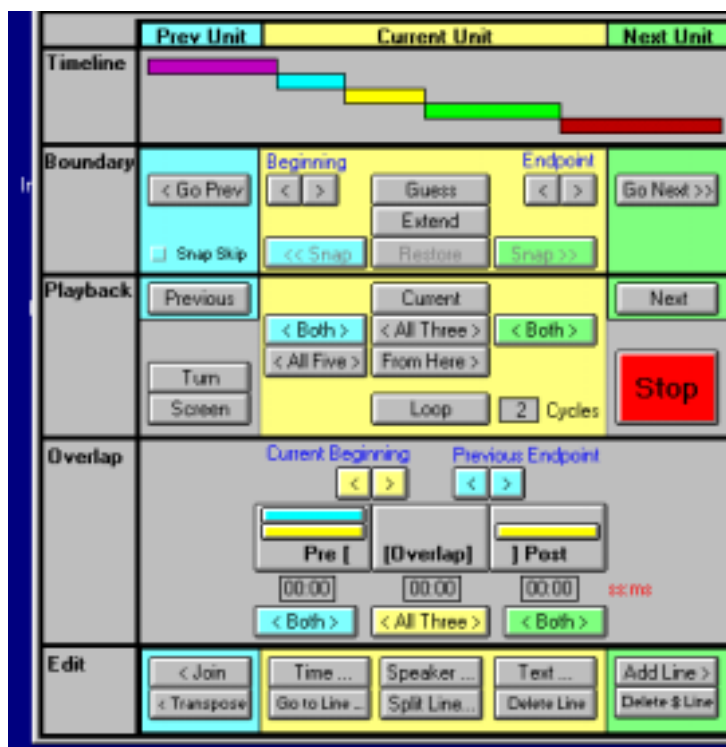 Prev Unit Current Unit Next Unit
Timeline
Boundary Beginning Endpoint
< Go Prev < > Guess < > Go Next >>
Extend
Snap Skip << Snap Restore Snap >>
Playback Previous Current Next
< Both > < All Three > < Both >
< All Five > From Here >
Turn Stop
Screen Loop 2 Cycles
Overlap Current Beginning Previous Endpoint
< > < >
Pre [ [Overlap] ] Post
00:00 00:00 00:00 ss:ms
< Both > < All Three > < Both >
Edit < Join Time ... Speaker ... Text ... Add Line >
< Transpose Go to Line ... Split Line... Delete Line Delete $ Line